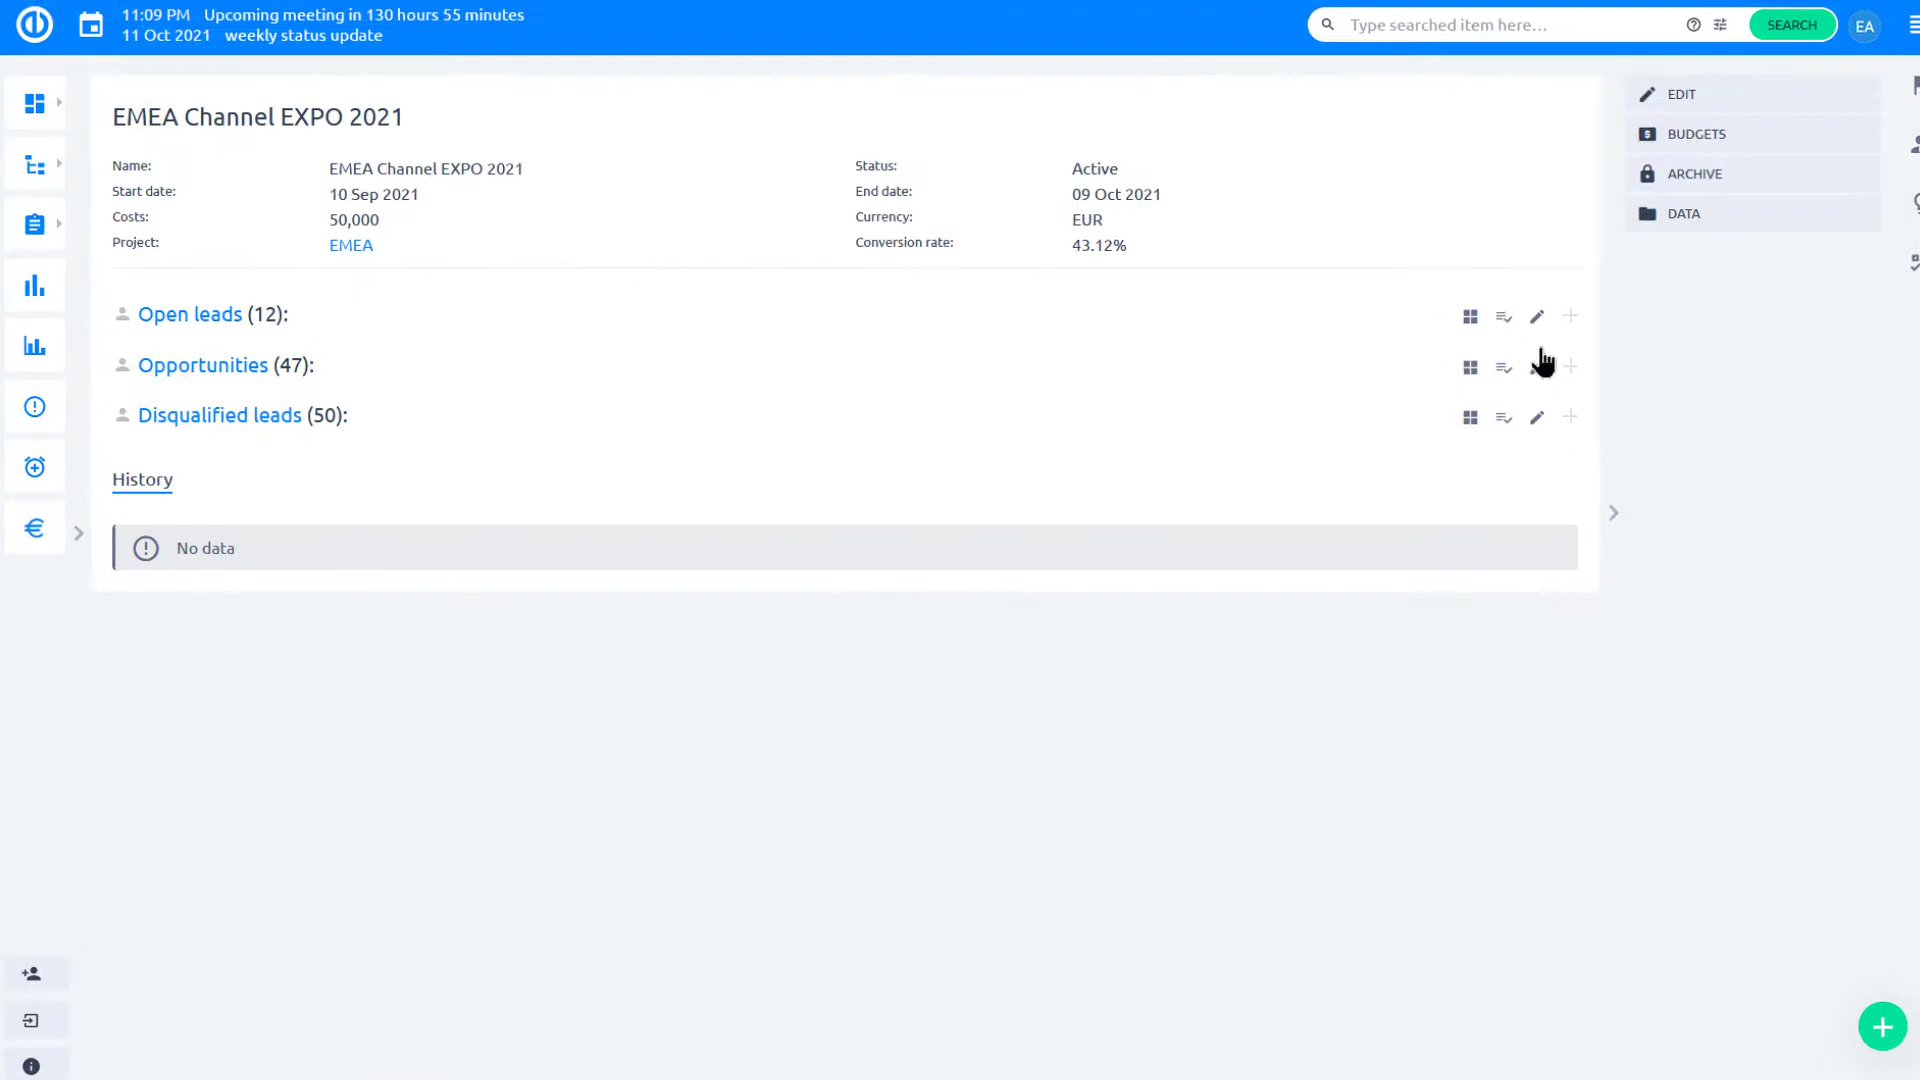 11:09 PM Upcoming meeting in 130 hours 55 minutes
11 Oct 2021 weekly status update
Type searched item here...
SEARCH
EA
EMEA Channel EXPO 2021
Name: EMEA Channel EXPO 2021 Status: Active
Start date: 10 Sep 2021 End date: 09 Oct 2021
Costs: 50,000 Currency: EUR
Project: EMEA Conversion rate: 43.12%
Open leads (12):
Opportunities (47):
Disqualified leads (50):
History
No data
EDIT
BUDGETS
ARCHIVE
DATA